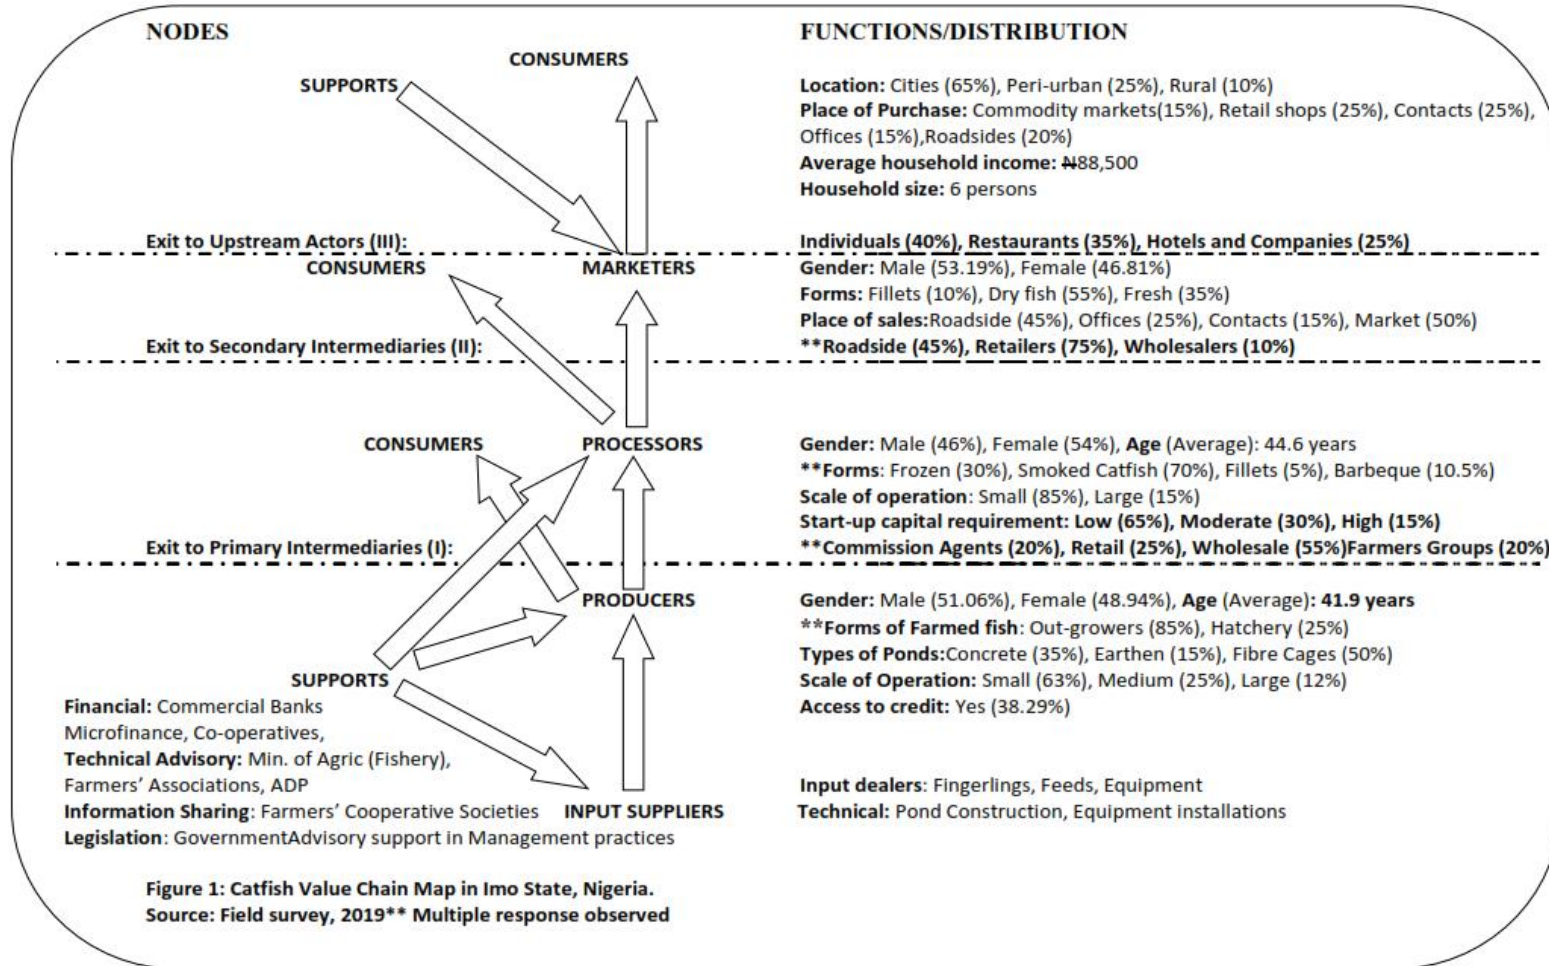 NODES
FUNCTIONS/DISTRIBUTION
CONSUMERS
SUPPORTS
Location: Cities (65%), Peri-urban (25%), Rural (10%)
Place of Purchase: Commodity markets(15%), Retail shops (25%), Contacts (25%),
Offices (15%),Roadsides (20%)
Average household income: ₦88,500
Household size: 6 persons
Exit to Upstream Actors (III):
Individuals (40%), Restaurants (35%), Hotels and Companies (25%)
CONSUMERS
MARKETERS
Gender: Male (53.19%), Female (46.81%)
Forms: Fillets (10%), Dry fish (55%), Fresh (35%)
Place of sales:Roadside (45%), Offices (25%), Contacts (15%), Market (50%)
Exit to Secondary Intermediaries (II):
**Roadside (45%), Retailers (75%), Wholesalers (10%)
CONSUMERS
PROCESSORS
Gender: Male (46%), Female (54%), Age (Average): 44.6 years
**Forms: Frozen (30%), Smoked Catfish (70%), Fillets (5%), Barbeque (10.5%)
Scale of operation: Small (85%), Large (15%)
Start-up capital requirement: Low (65%), Moderate (30%), High (15%)
Exit to Primary Intermediaries (I):
**Commission Agents (20%), Retail (25%), Wholesale (55%)Farmers Groups (20%)
PRODUCERS
Gender: Male (51.06%), Female (48.94%), Age (Average): 41.9 years
**Forms of Farmed fish: Out-growers (85%), Hatchery (25%)
Types of Ponds:Concrete (35%), Earthen (15%), Fibre Cages (50%)
Scale of Operation: Small (63%), Medium (25%), Large (12%)
Access to credit: Yes (38.29%)
SUPPORTS
Financial: Commercial Banks
Microfinance, Co-operatives,
Technical Advisory: Min. of Agric (Fishery),
Farmers' Associations, ADP
Information Sharing: Farmers' Cooperative Societies
Legislation: GovernmentAdvisory support in Management practices
INPUT SUPPLIERS
Input dealers: Fingerlings, Feeds, Equipment
Technical: Pond Construction, Equipment installations
Figure 1: Catfish Value Chain Map in Imo State, Nigeria.
Source: Field survey, 2019** Multiple response observed